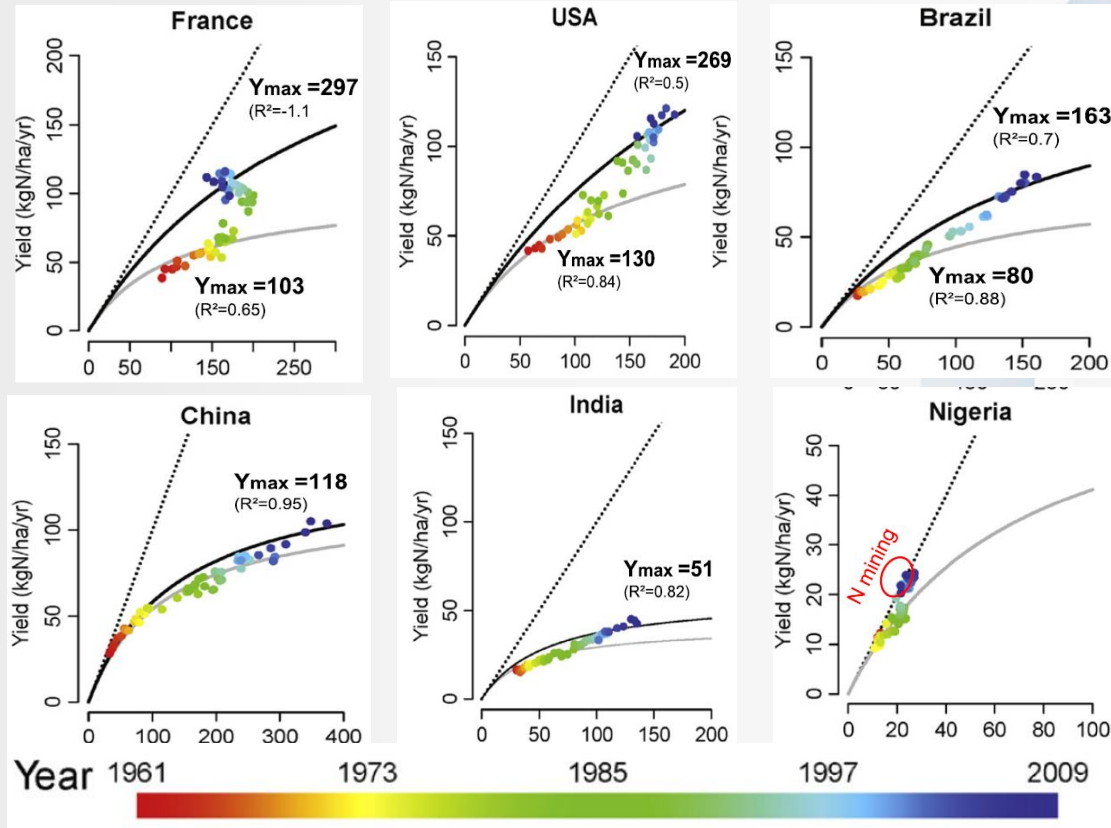 France
Yield (kgN/ha/yr)
200
150
100
50
0
Ymax =297
(R²=-1.1
Ymax =103
(R²=0.65)
0 50 150 250
USA
Yield (kgN/ha/yr)
150
100
50
0
Ymax =269
(R²=0.5)
Ymax =130
(R²=0.84)
0 50 100 150 200
Brazil
Yield (kgN/ha/yr)
150
100
50
0
Ymax =163
(R²=0.7)
Ymax =80
(R²=0.88)
0 50 100 150 200
China
Yield (kgN/ha/yr)
150
100
50
0
Ymax =118
(R²=0.95)
0 100 200 300 400
India
Yield (kgN/ha/yr)
150
100
50
0
Ymax =51
(R²=0.82)
0 50 100 150 200
Nigeria
Yield (kgN/ha/yr)
50
40
30
20
10
0
N mining
0 20 40 60 80 100
Year 1961 1973 1985 1997 2009